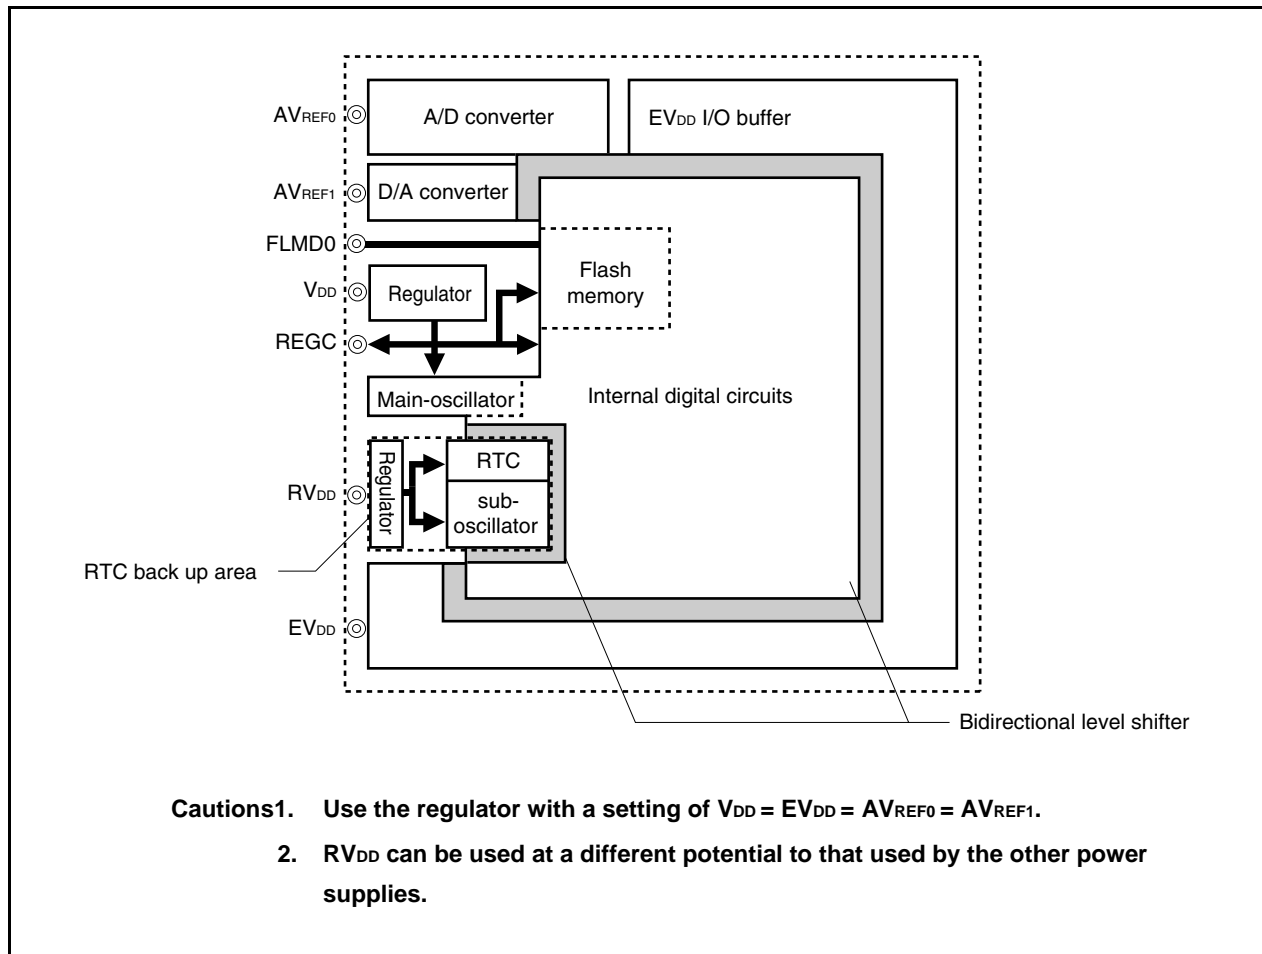 AVREF0
A/D converter
EVDD I/O buffer
AVREF1
D/A converter
FLMD0
Flash
memory
VDD
Regulator
REGC
Main-oscillator
Internal digital circuits
Regulator
RTC
RVDD
sub-
oscillator
RTC back up area
EVDD
Bidirectional level shifter
Cautions1. Use the regulator with a setting of VDD = EVDD = AVREF0 = AVREF1.
2. RVDD can be used at a different potential to that used by the other power
supplies.